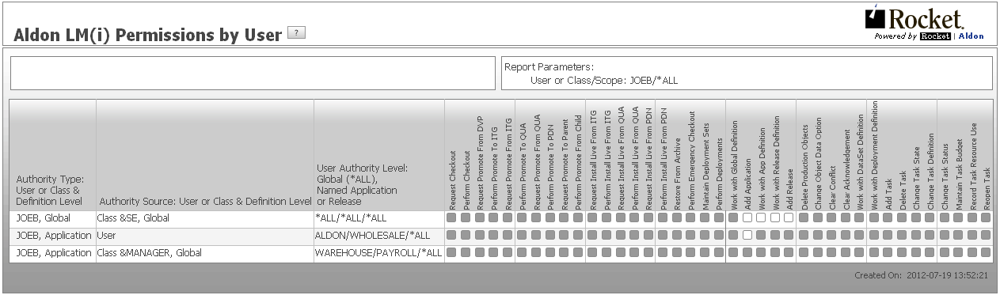 Aldon LM(i) Permissions by User ?
Rocket.
Powered by Rocket | Aldon
Report Parameters:
User or Class/Scope: JOEB/*ALL
Authority Type:
User or Class &
Definition Level
Authority Source: User or Class & Definition Level
User Authority Level:
Global (*ALL),
Named Application
or Release
Request Checkout
Perform Checkout
Request Promote From DVP
Perform Promote To ITG
Request Promote From ITG
Perform Promote To QUA
Request Promote From QUA
Perform Promote To PDN
Request Promote To Parent
Perform Promote From Child
Request Install Live From ITG
Perform Install Live From ITG
Request Install Live From QUA
Perform Install Live From QUA
Request Install Live From PDN
Perform Install Live From PDN
Restore From Archive
Perform Emergency Checkout
Maintain Deployment Sets
Perform Deployments
Work with Global Definition
Add Application
Work with App Definition
Work with Release Definition
Add Release
Delete Production Objects
Change Object Data Option
Clear Conflict
Clear Acknowledgement
Work with DataSet Definition
Work with Deployment Definition
Add Task
Delete Task
Change Task State
Change Task Definition
Change Task Status
Maintain Task Budget
Record Task Resource Use
Reopen Task
JOEB, Global Class &SE, Global *ALL/*ALL/*ALL
JOEB, Application User ALDON/WHOLESALE/*ALL
JOEB, Application Class &MANAGER, Global WAREHOUSE/PAYROLL/*ALL
Created On: 2012-07-19 13:52:21